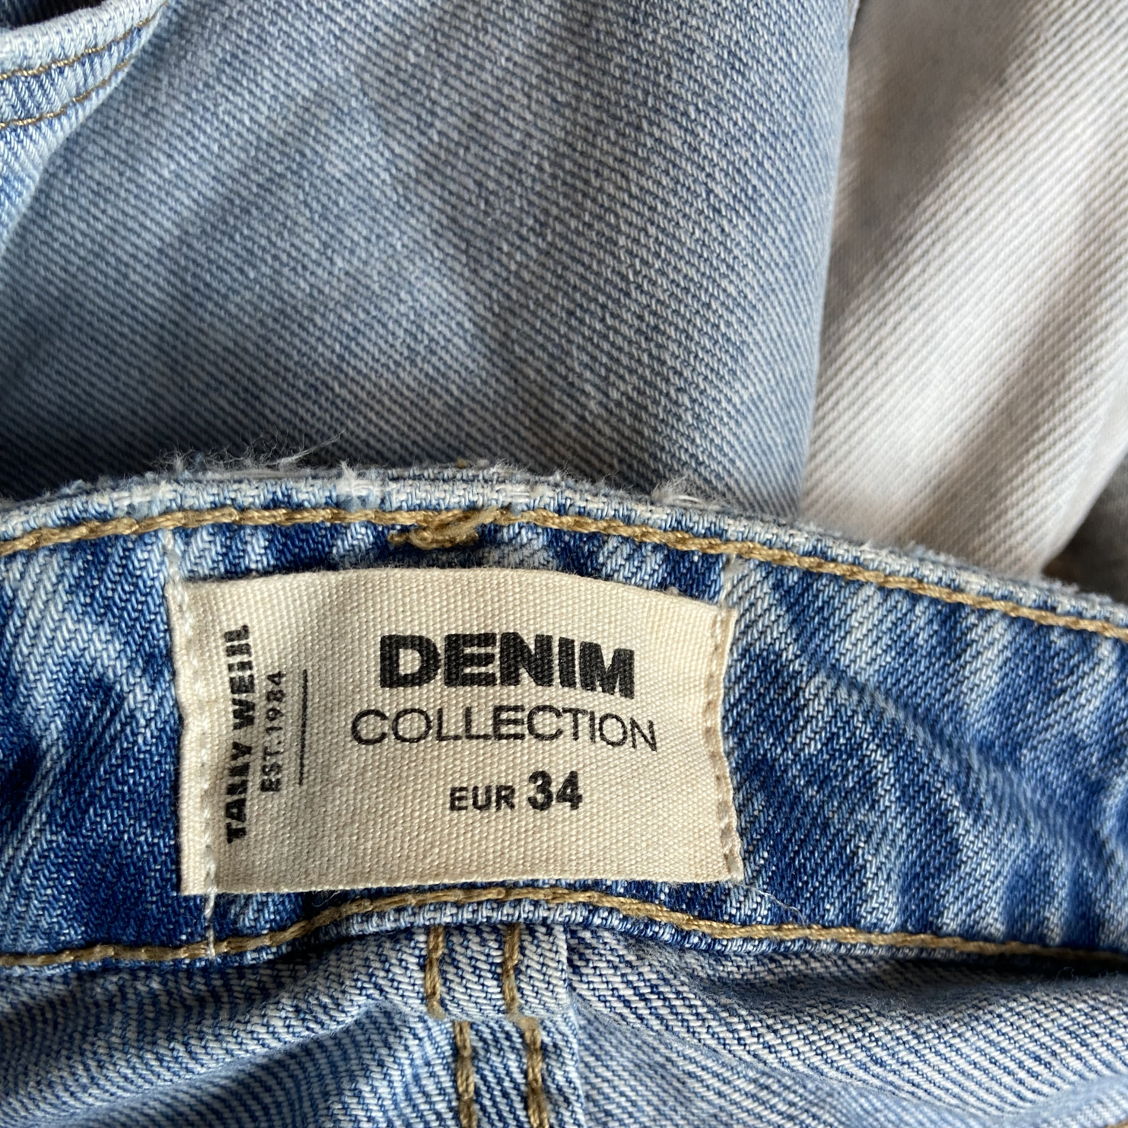 TALLY WEiJL
EST. 1984
DENIM
COLLECTION
EUR 34